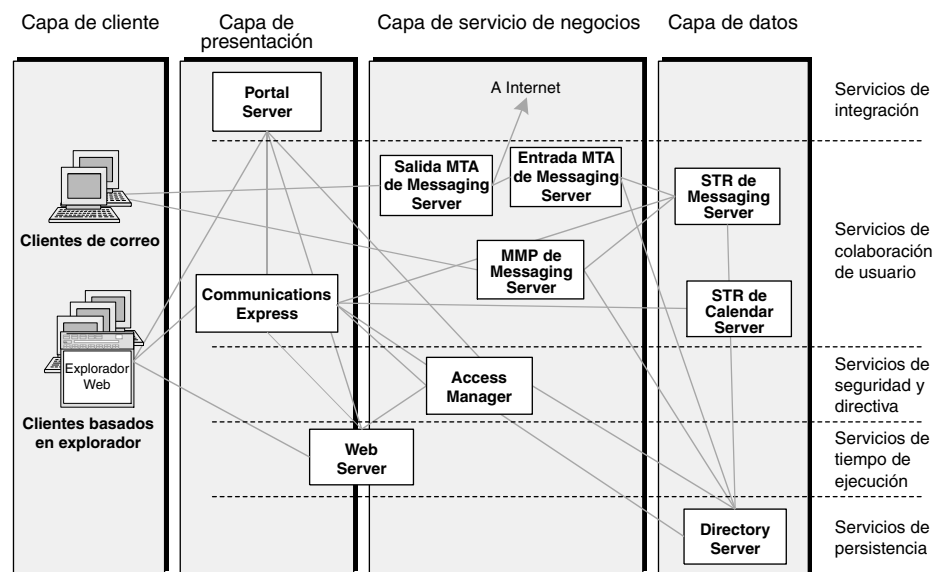 Capa de cliente
Capa de
presentación
Capa de servicio de negocios
Capa de datos
Portal
Server
A Internet
Servicios de
integración
Salida MTA
de Messaging
Server
Entrada MTA
de Messaging
Server
STR de
Messaging
Server
Clientes de correo
MMP de
Messaging
Server
Servicios de
colaboración
de usuario
Communications
Express
STR de
Calendar
Server
Explorador
Web
Clientes basados
en explorador
Access
Manager
Servicios de
seguridad y
directiva
Web
Server
Servicios de
tiempo de
ejecución
Directory
Server
Servicios de
persistencia